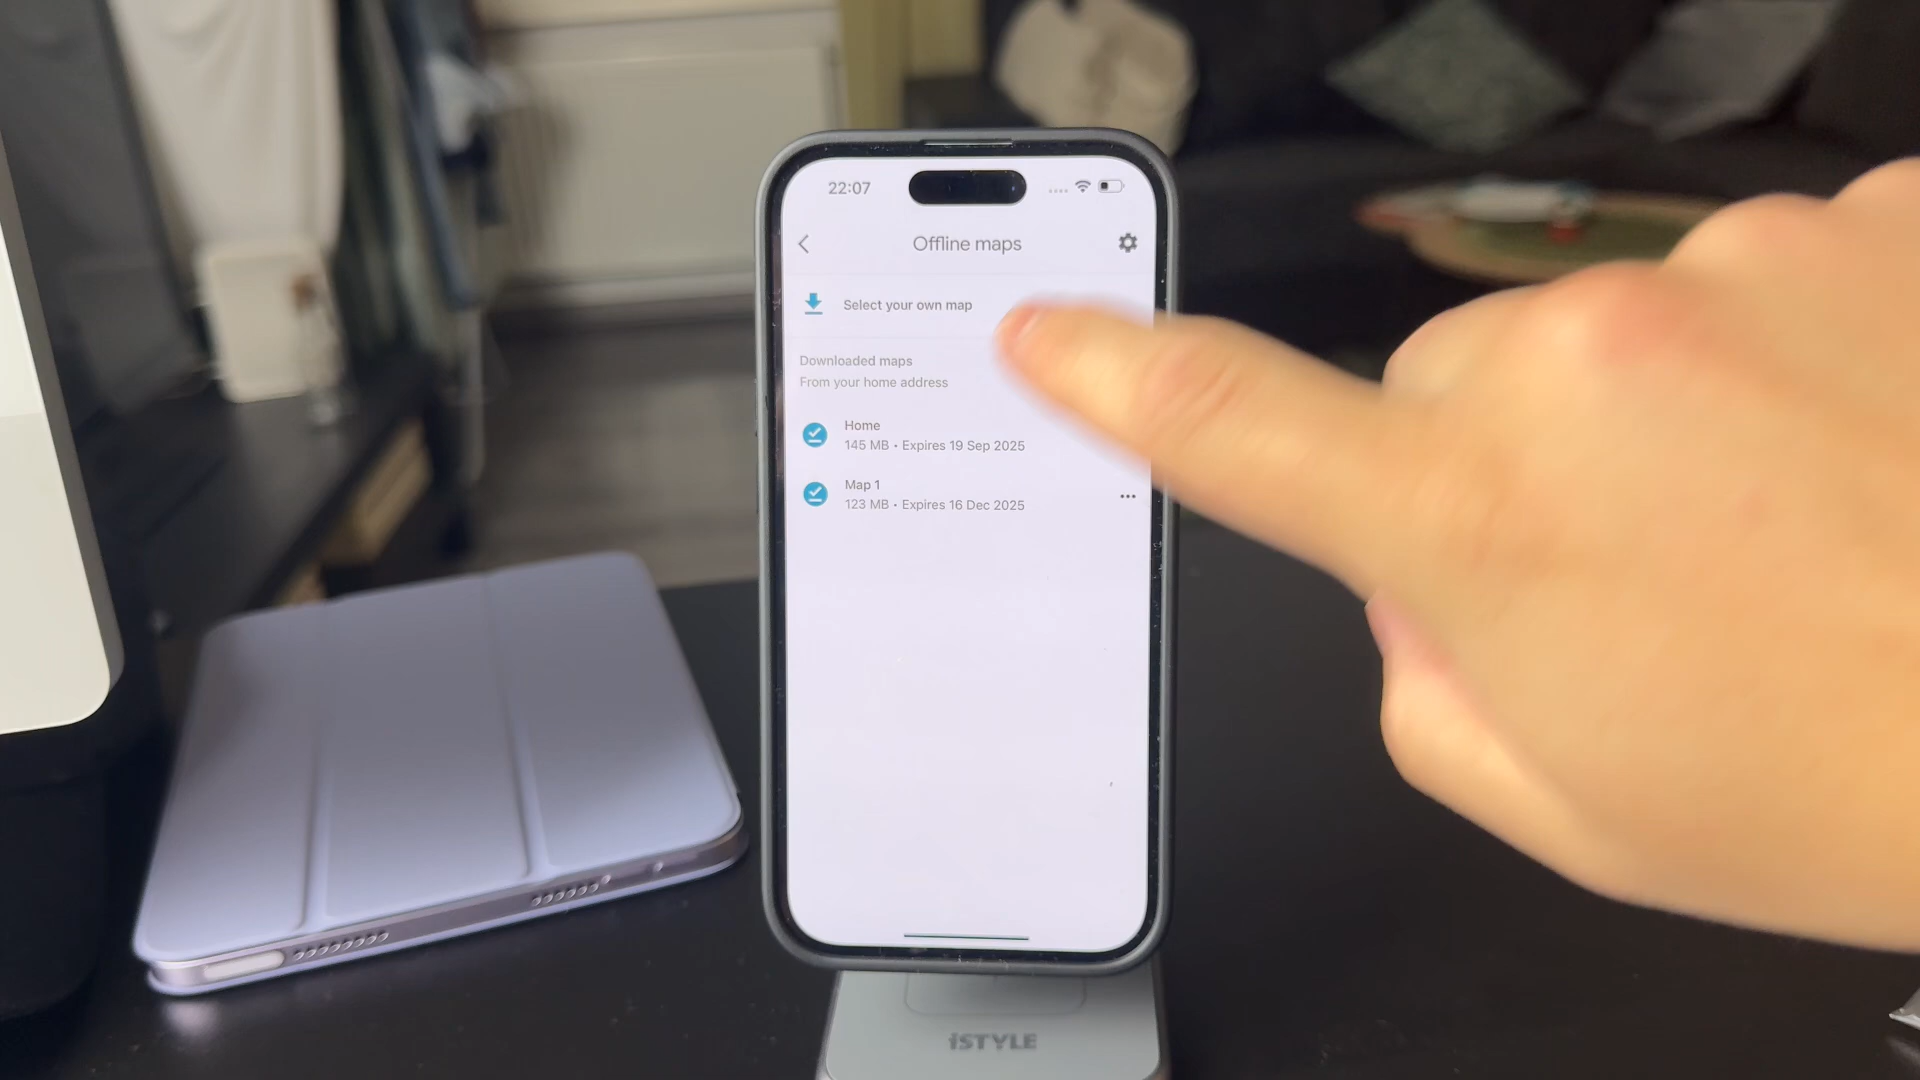 22:07
Offline maps
Select your own map
Downloaded maps
From your home address
Home
145 MB • Expires 19 Sep 2025
Map 1
123 MB • Expires 16 Dec 2025
iSTYLE